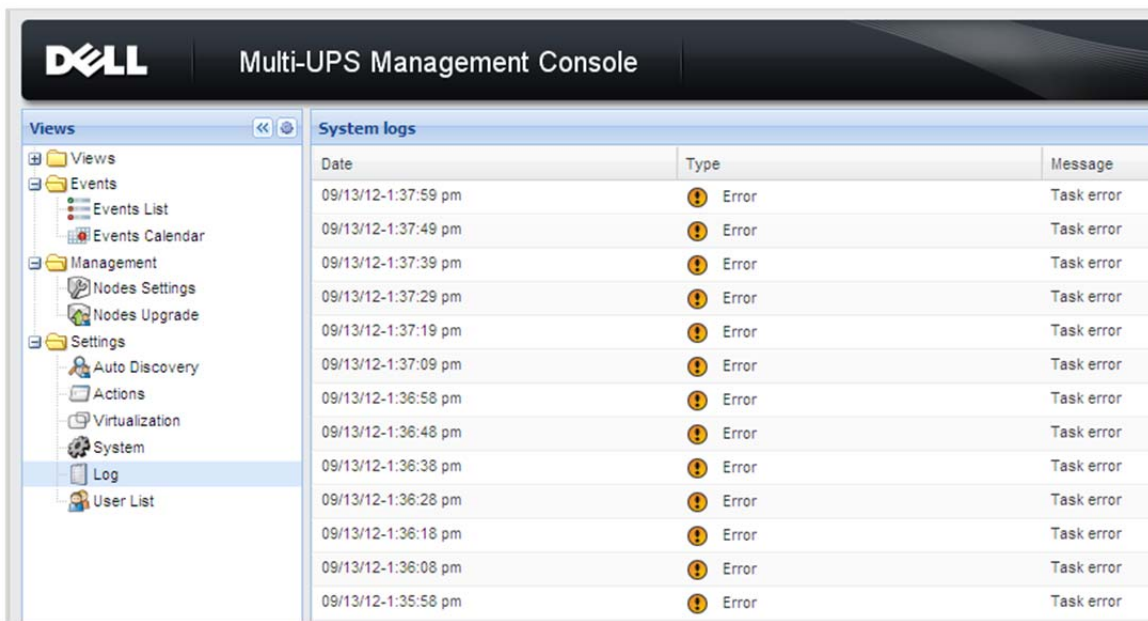 DELL Multi-UPS Management Console
Views
Views
Events
Events List
Events Calendar
Management
Nodes Settings
Nodes Upgrade
Settings
Auto Discovery
Actions
Virtualization
System
Log
User List
System logs
Date Type Message
09/13/12-1:37:59 pm Error Task error
09/13/12-1:37:49 pm Error Task error
09/13/12-1:37:39 pm Error Task error
09/13/12-1:37:29 pm Error Task error
09/13/12-1:37:19 pm Error Task error
09/13/12-1:37:09 pm Error Task error
09/13/12-1:36:58 pm Error Task error
09/13/12-1:36:48 pm Error Task error
09/13/12-1:36:38 pm Error Task error
09/13/12-1:36:28 pm Error Task error
09/13/12-1:36:18 pm Error Task error
09/13/12-1:36:08 pm Error Task error
09/13/12-1:35:58 pm Error Task error